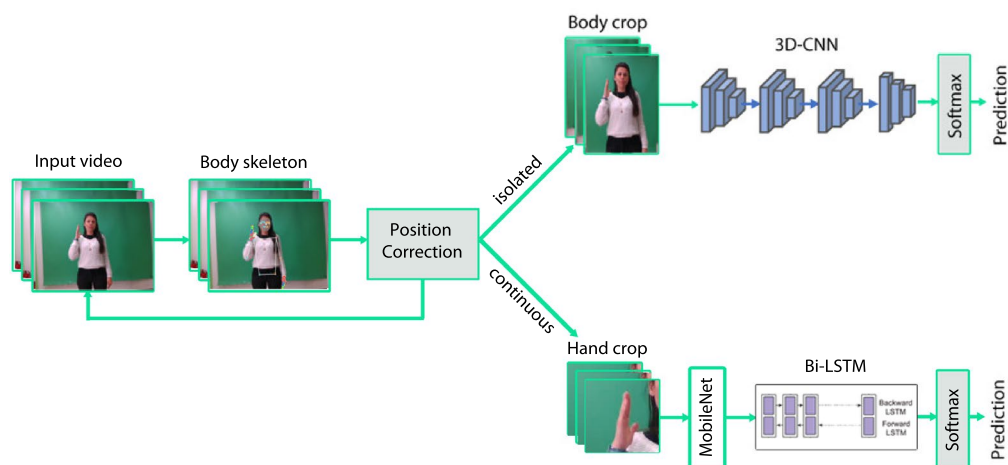 Input video
Body skeleton
Position
Correction
isolated
continuous
Body crop
3D-CNN
Softmax
Prediction
Hand crop
MobileNet
Bi-LSTM
Backward
LSTM
Forward
LSTM
Softmax
Prediction